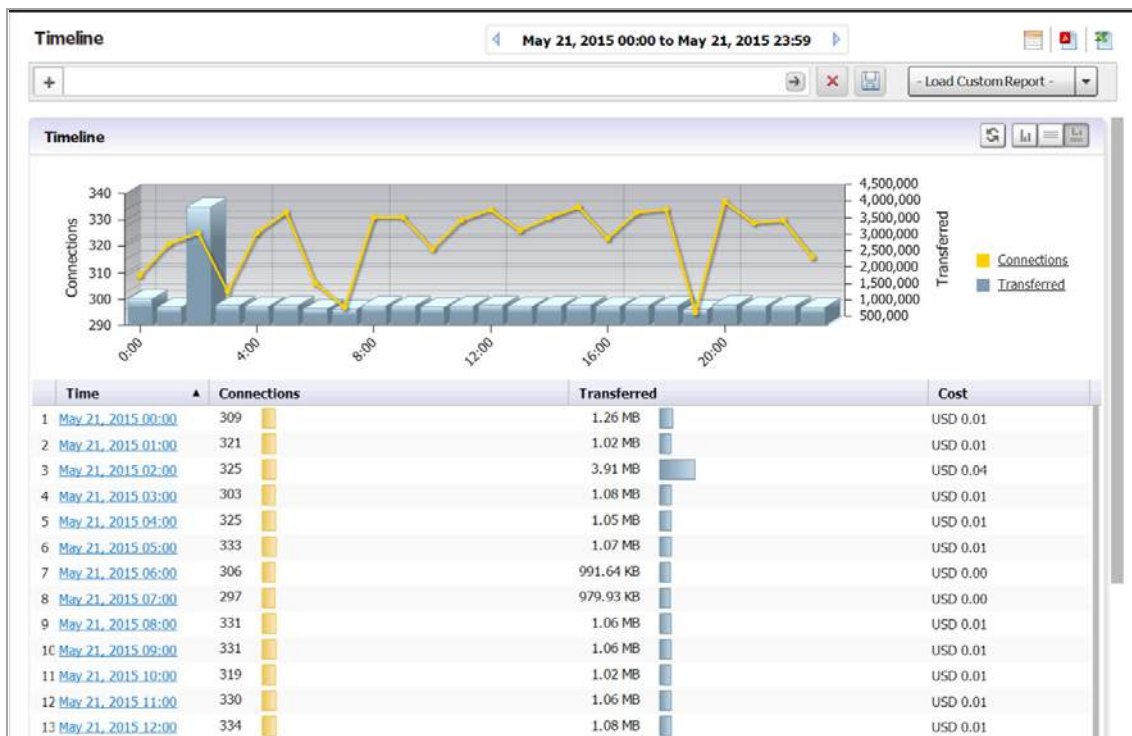 Timeline
May 21, 2015 00:00 to May 21, 2015 23:59
+
- Load Custom Report -
Timeline
340
330
320
310
300
290
Connections
4,500,000
4,000,000
3,500,000
3,000,000
2,500,000
2,000,000
1,500,000
1,000,000
500,000
Transferred
Connections
Transferred
0:00 4:00 8:00 12:00 16:00 20:00
Time Connections Transferred Cost
1 May 21, 2015 00:00 309 1.26 MB USD 0.01
2 May 21, 2015 01:00 321 1.02 MB USD 0.01
3 May 21, 2015 02:00 325 3.91 MB USD 0.04
4 May 21, 2015 03:00 303 1.08 MB USD 0.01
5 May 21, 2015 04:00 325 1.05 MB USD 0.01
6 May 21, 2015 05:00 333 1.07 MB USD 0.01
7 May 21, 2015 06:00 306 991.64 KB USD 0.00
8 May 21, 2015 07:00 297 979.93 KB USD 0.00
9 May 21, 2015 08:00 331 1.06 MB USD 0.01
10 May 21, 2015 09:00 331 1.06 MB USD 0.01
11 May 21, 2015 10:00 319 1.02 MB USD 0.01
12 May 21, 2015 11:00 330 1.06 MB USD 0.01
13 May 21, 2015 12:00 334 1.08 MB USD 0.01